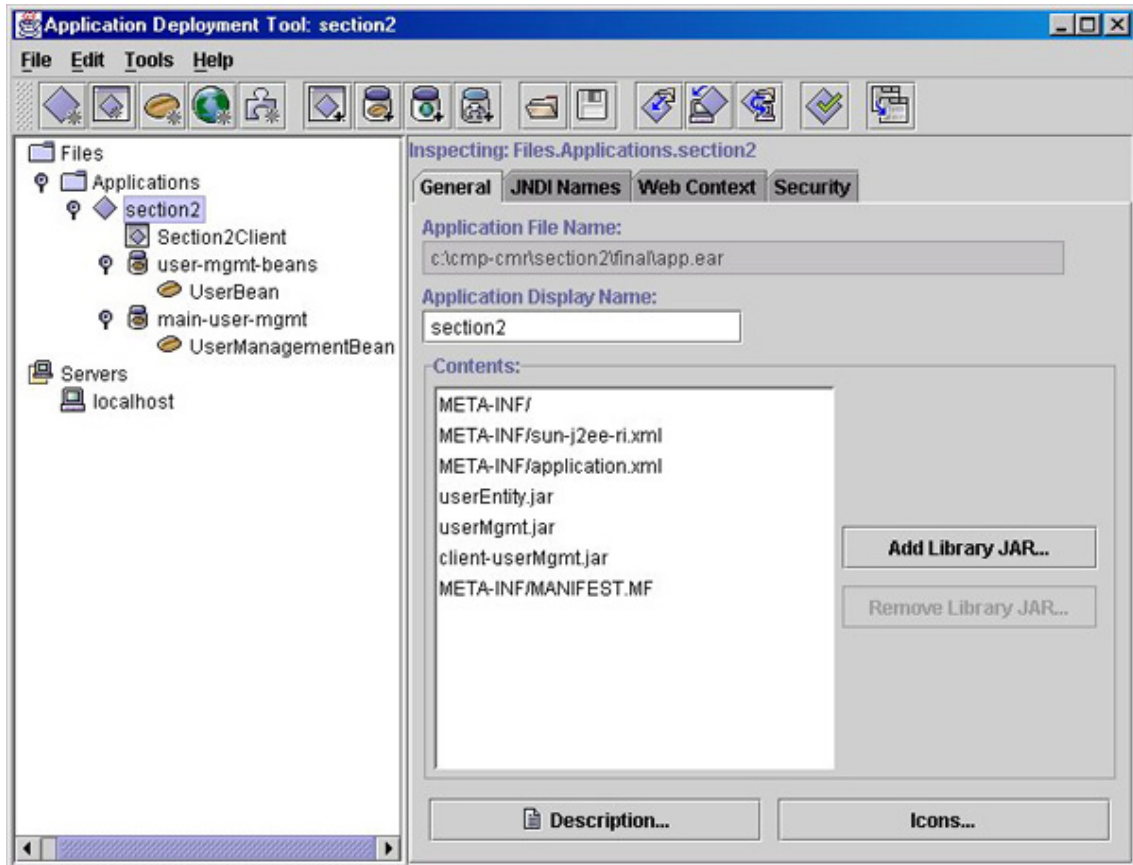 Application Deployment Tool: section2
File Edit Tools Help
Files
Applications
section2
Section2Client
user-mgmt-beans
UserBean
main-user-mgmt
UserManagementBean
Servers
localhost
Inspecting: Files.Applications.section2
General JNDI Names Web Context Security
Application File Name:
c:\cmp-cmr\section2\final\app.ear
Application Display Name:
section2
Contents:
META-INF/
META-INF/sun-j2ee-ri.xml
META-INF/application.xml
userEntity.jar
userMgmt.jar
client-userMgmt.jar
META-INF/MANIFEST.MF
Add Library JAR...
Remove Library JAR...
Description...
Icons...